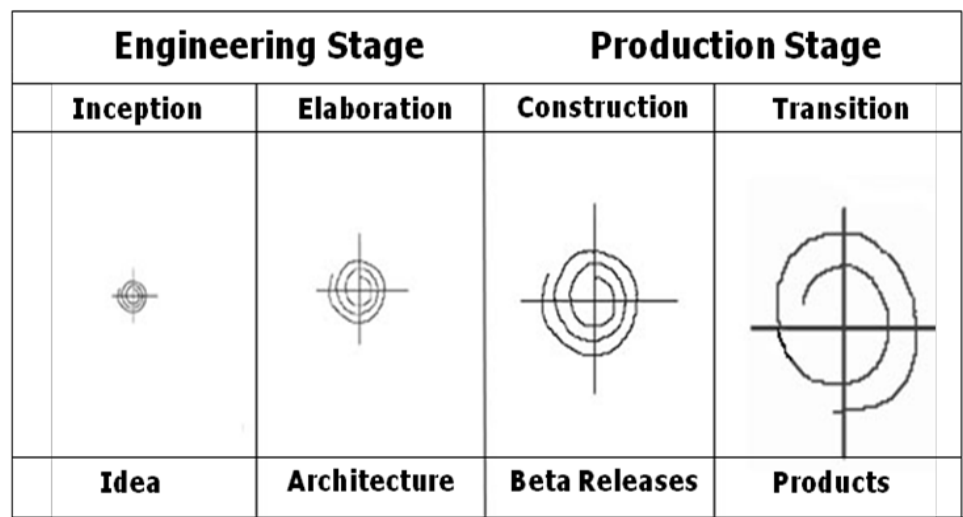 Engineering Stage Production Stage
Inception Elaboration Construction Transition
Idea Architecture Beta Releases Products